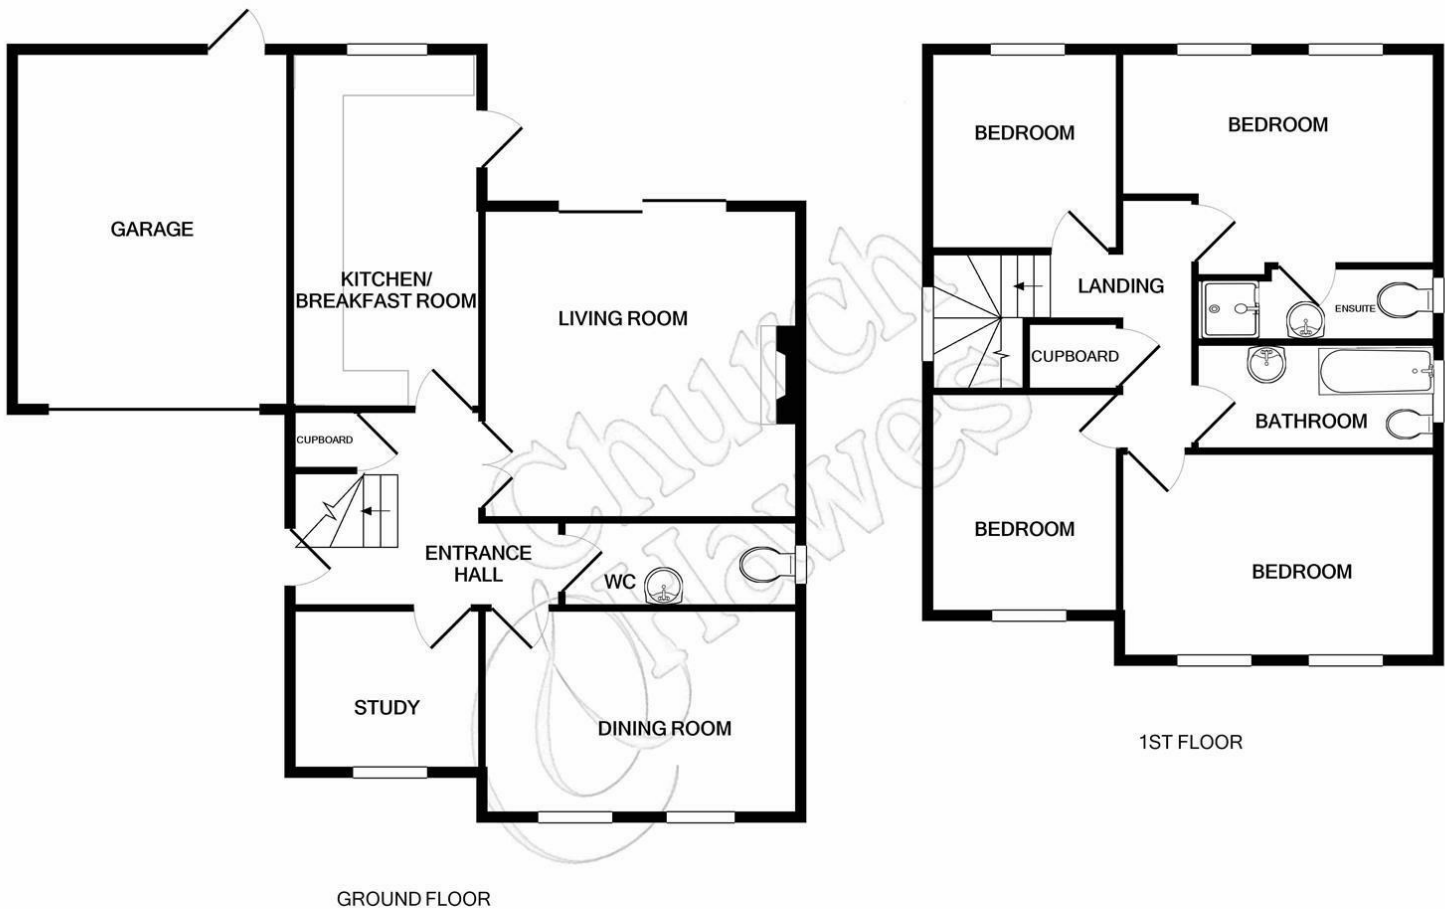 GARAGE
KITCHEN/
BREAKFAST ROOM
LIVING ROOM
CUPBOARD
ENTRANCE
HALL
WC
STUDY
DINING ROOM
GROUND FLOOR
BEDROOM
BEDROOM
LANDING
ENSUITE
CUPBOARD
BATHROOM
BEDROOM
BEDROOM
1ST FLOOR
Church
& Hawes